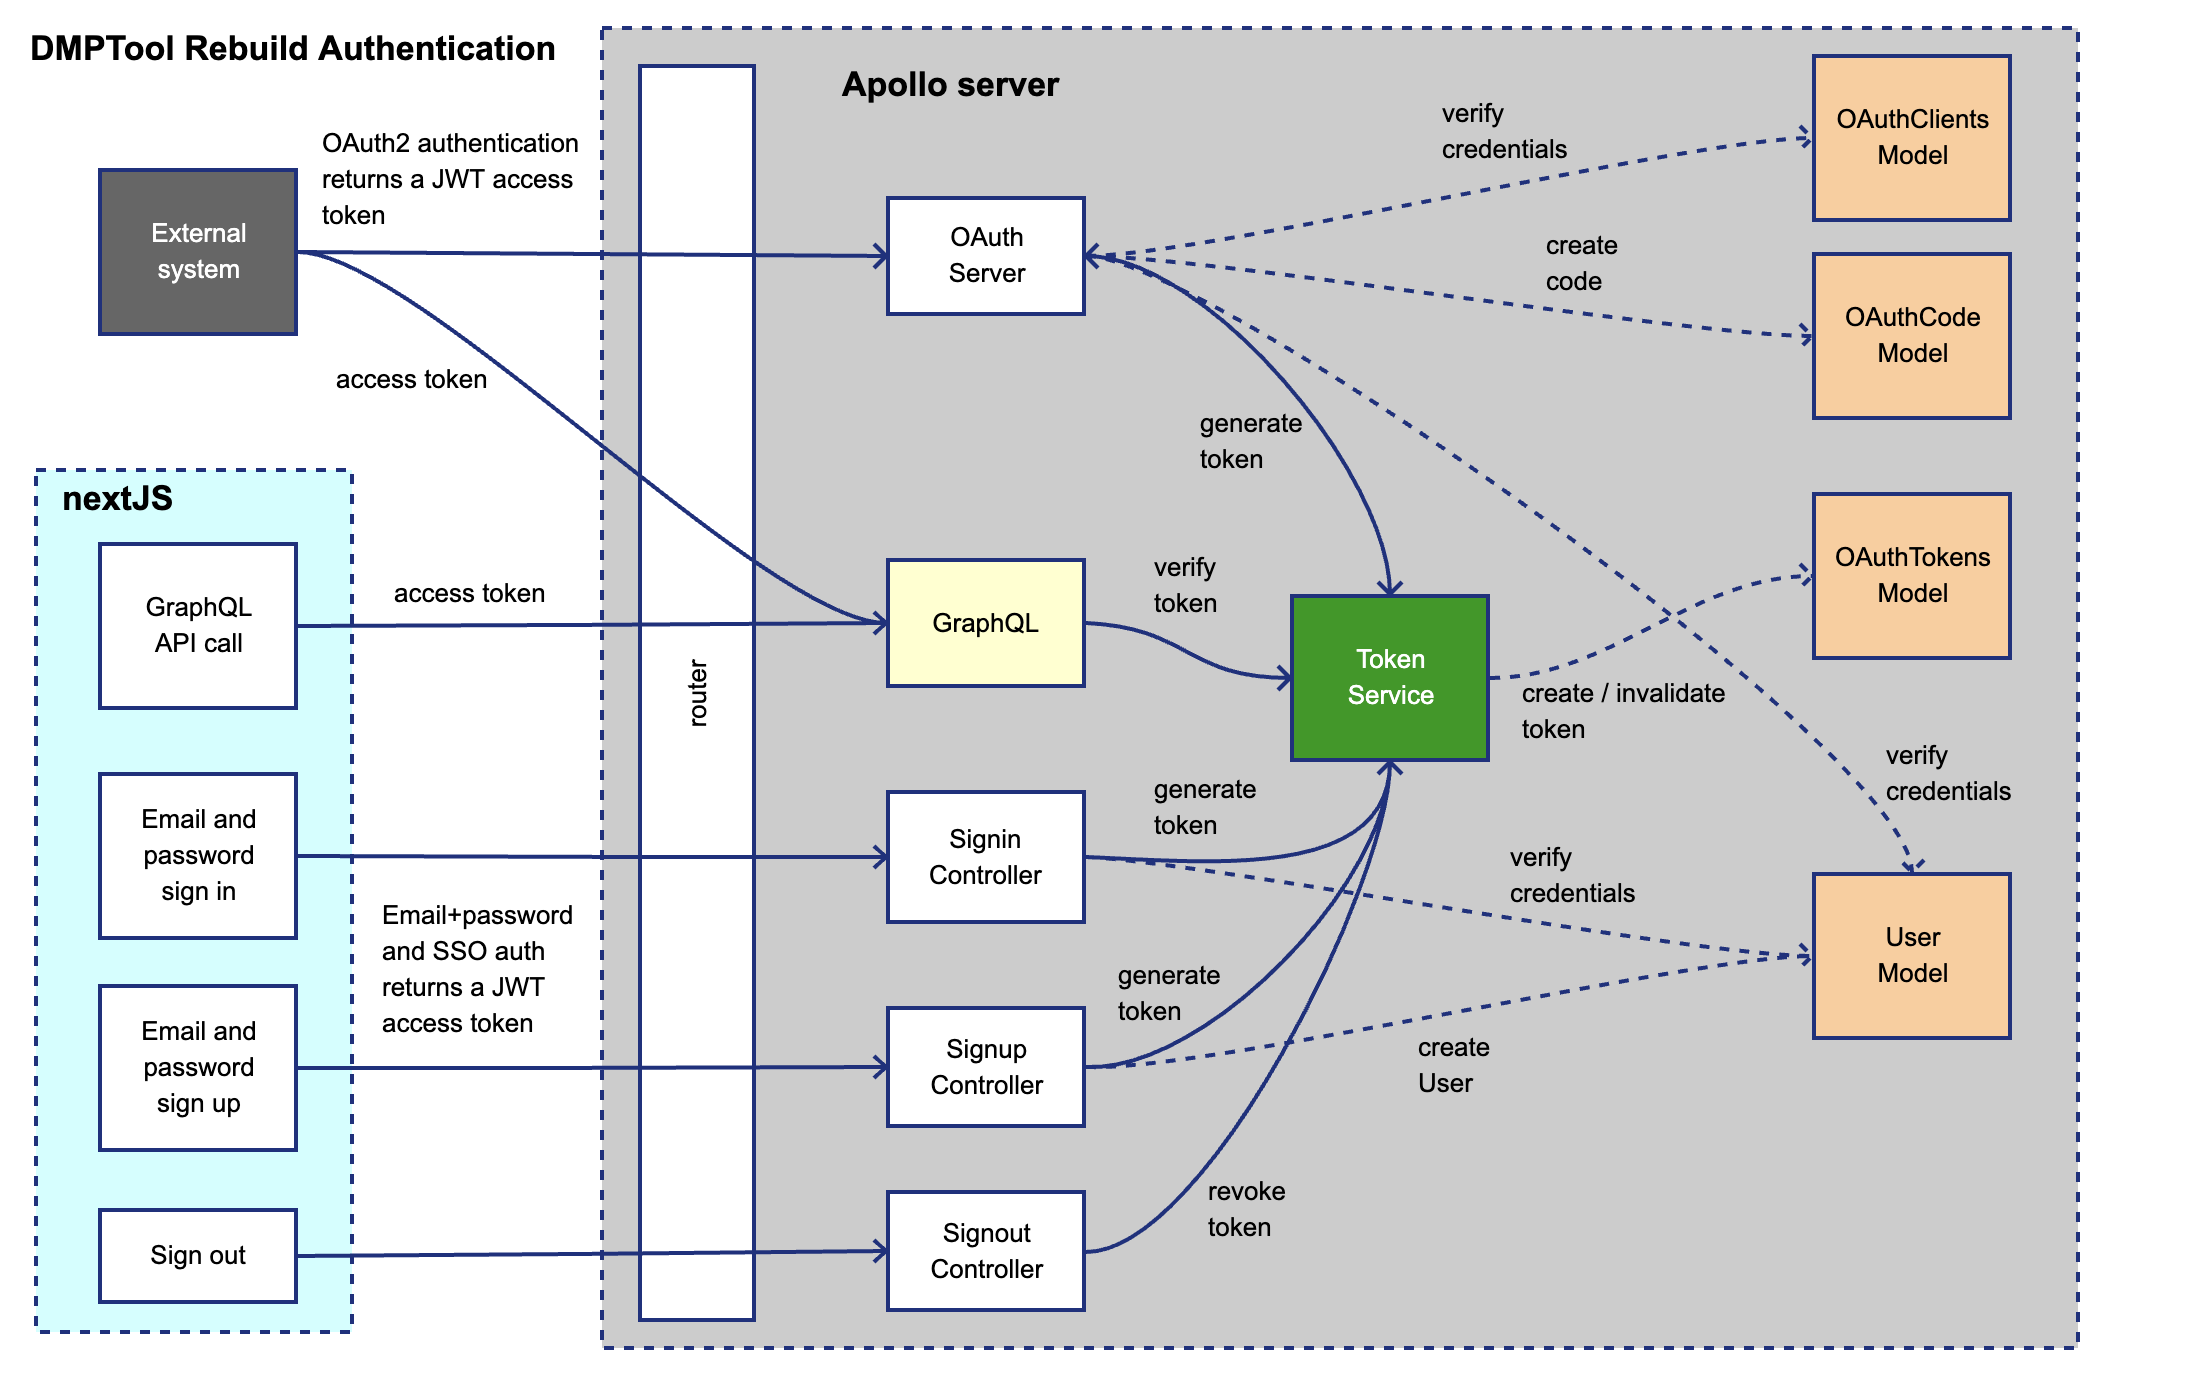 DMPTool Rebuild Authentication
Apollo server
OAuth2 authentication
returns a JWT access
token
External
system
access token
nextJS
GraphQL
API call
access token
Email and
password
sign in
Email+password
and SSO auth
returns a JWT
access token
Email and
password
sign up
Sign out
router
OAuth
Server
GraphQL
Signin
Controller
Signup
Controller
Signout
Controller
verify
credentials
create
code
generate
token
verify
token
Token
Service
create / invalidate
token
generate
token
verify
credentials
generate
token
create
User
revoke
token
verify
credentials
OAuthClients
Model
OAuthCode
Model
OAuthTokens
Model
User
Model